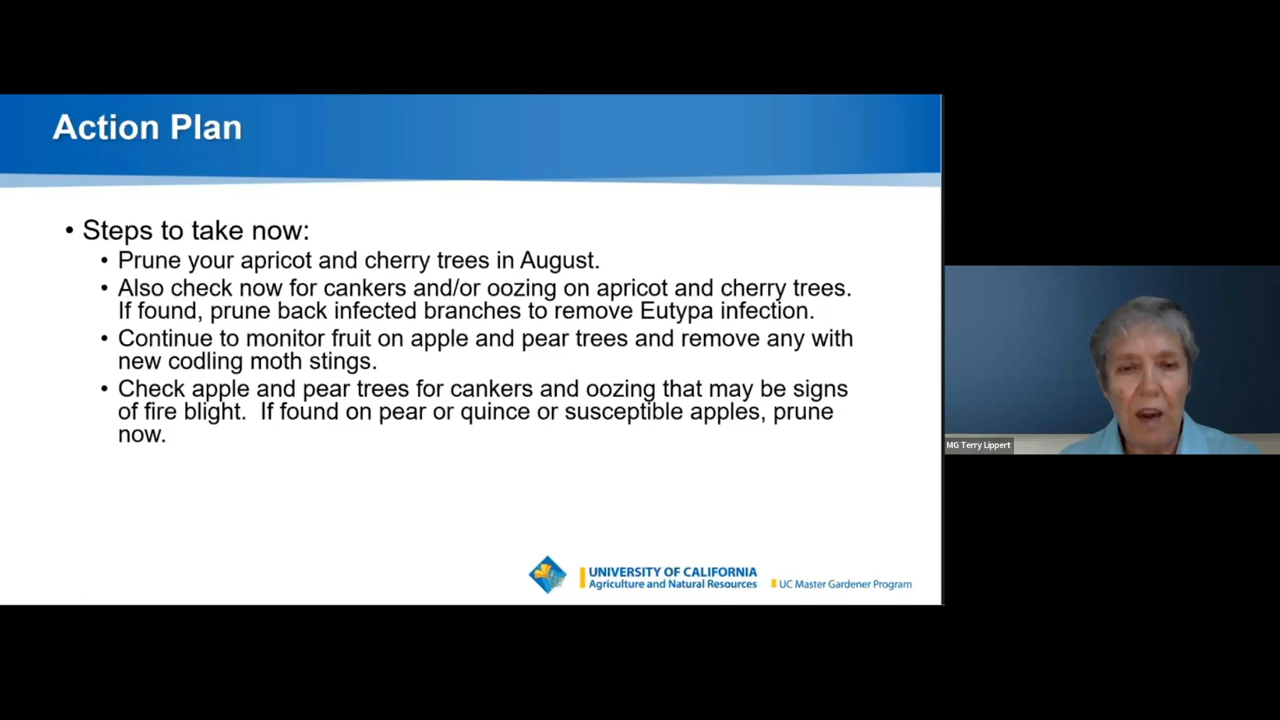 Action Plan
• Steps to take now:
• Prune your apricot and cherry trees in August.
• Also check now for cankers and/or oozing on apricot and cherry trees.
If found, prune back infected branches to remove Eutypa infection.
• Continue to monitor fruit on apple and pear trees and remove any with
new codling moth stings.
• Check apple and pear trees for cankers and oozing that may be signs
of fire blight.  If found on pear or quince or susceptible apples, prune
now.
UNIVERSITY OF CALIFORNIA
Agriculture and Natural Resources
UC Master Gardener Program
MG Terry Lippert